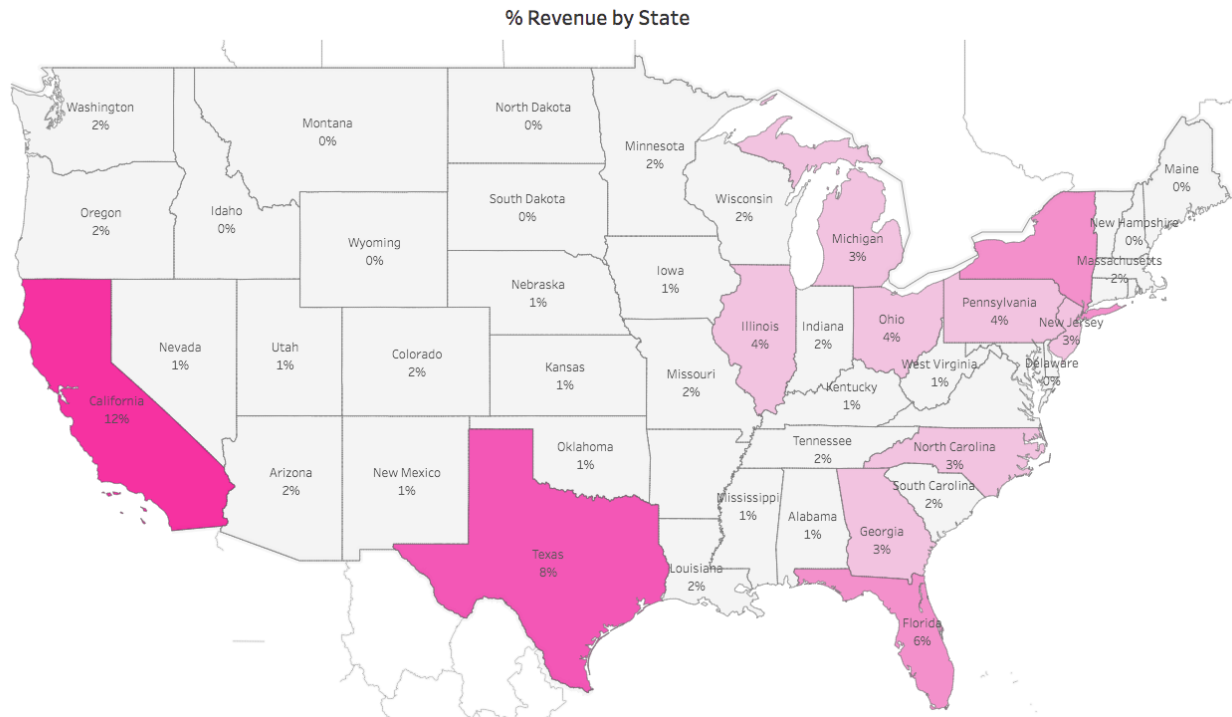 % Revenue by State
Washington
2%
Montana
0%
North Dakota
0%
Minnesota
2%
Maine
0%
Oregon
2%
Idaho
0%
South Dakota
0%
Wisconsin
2%
New Hampshire
0%
Wyoming
0%
Michigan
3%
Massachusetts
2%
Iowa
1%
Nebraska
1%
Pennsylvania
4%
Illinois
4%
Indiana
2%
Ohio
4%
New Jersey
3%
Nevada
1%
Utah
1%
Colorado
2%
Kansas
1%
Missouri
2%
West Virginia
1%
Delaware
0%
California
12%
Kentucky
1%
Arizona
2%
New Mexico
1%
Oklahoma
1%
Tennessee
2%
North Carolina
3%
South Carolina
2%
Mississippi
1%
Alabama
1%
Georgia
3%
Texas
8%
Louisiana
2%
Florida
6%